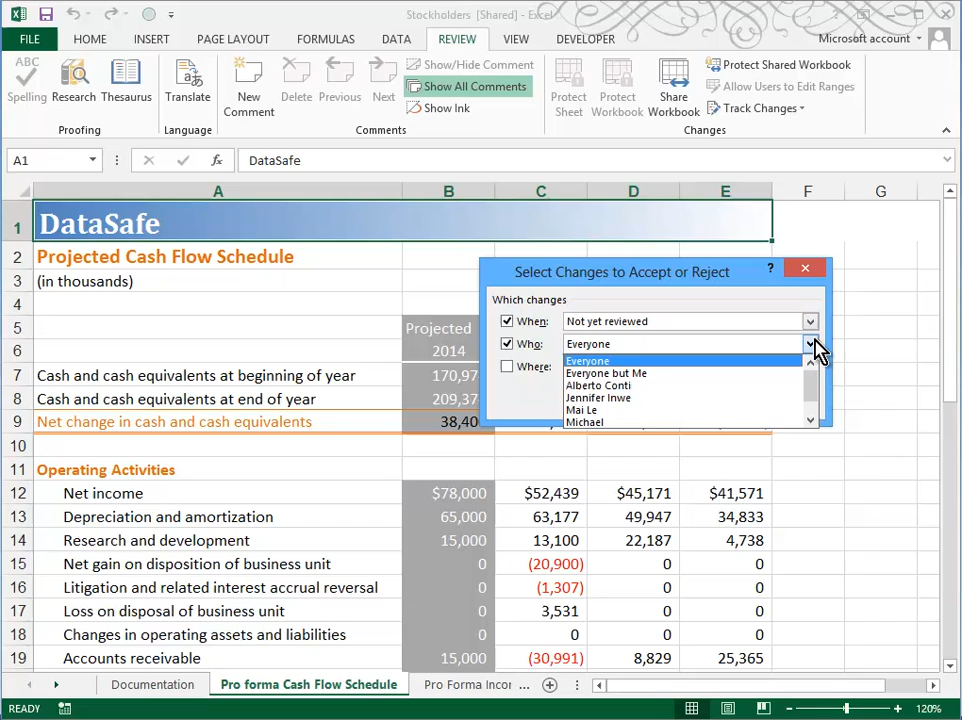 Stockholders [Shared] - Excel
FILE HOME INSERT PAGE LAYOUT FORMULAS DATA REVIEW VIEW DEVELOPER Microsoft account
ABC
Spelling Research Thesaurus
Proofing
Translate
Language
New Comment Delete Previous Next
Show/Hide Comment
Show All Comments
Show Ink
Comments
Protect Sheet Protect Workbook Share Workbook
Protect Shared Workbook
Allow Users to Edit Ranges
Track Changes
Changes
A1 fx DataSafe
A B C D E F G
1 DataSafe
2 Projected Cash Flow Schedule
3 (in thousands)
4
5 Projected
6 2014
7 Cash and cash equivalents at beginning of year 170,97
8 Cash and cash equivalents at end of year 209,37
9 Net change in cash and cash equivalents 38,40
10
11 Operating Activities
12 Net income $78,000 $52,439 $45,171 $41,571
13 Depreciation and amortization 65,000 63,177 49,947 34,833
14 Research and development 15,000 13,100 22,187 4,738
15 Net gain on disposition of business unit 0 (20,900) 0 0
16 Litigation and related interest accrual reversal 0 (1,307) 0 0
17 Loss on disposal of business unit 0 3,531 0 0
18 Changes in operating assets and liabilities 0 0 0 0
19 Accounts receivable 15,000 (30,991) 8,829 25,365
Select Changes to Accept or Reject ?
Which changes
When: Not yet reviewed
Who: Everyone
Where:
Everyone
Everyone but Me
Alberto Conti
Jennifer Inwe
Mai Le
Michael
Documentation Pro forma Cash Flow Schedule Pro Forma Incor ...
READY 120%